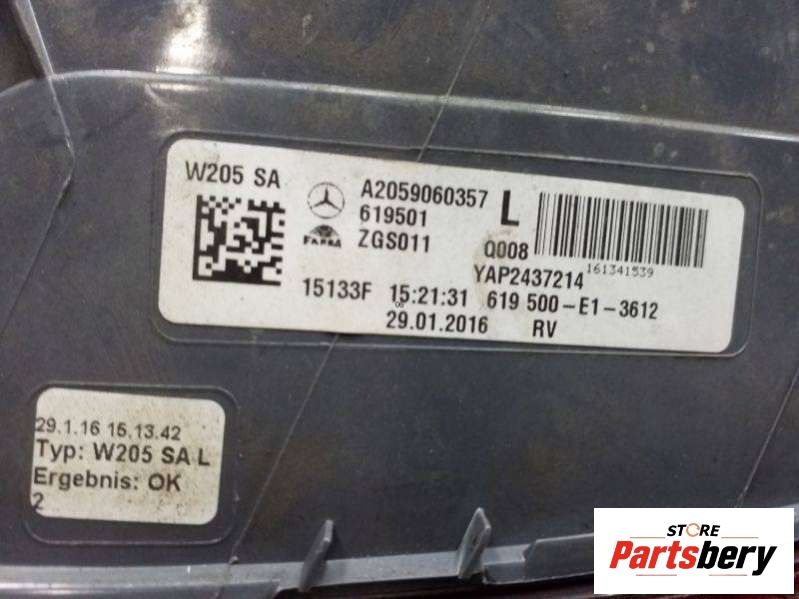 W205 SA
A2059060357 L
619501
FARBA ZGS011 Q008
161341539
YAP2437214
15133F 15:21:31 619 500-E1-3612
29.01.2016 RV
29.1.16 15.13.42
Typ: W205 SA L
Ergebnis: OK
2
STORE
Partsbery